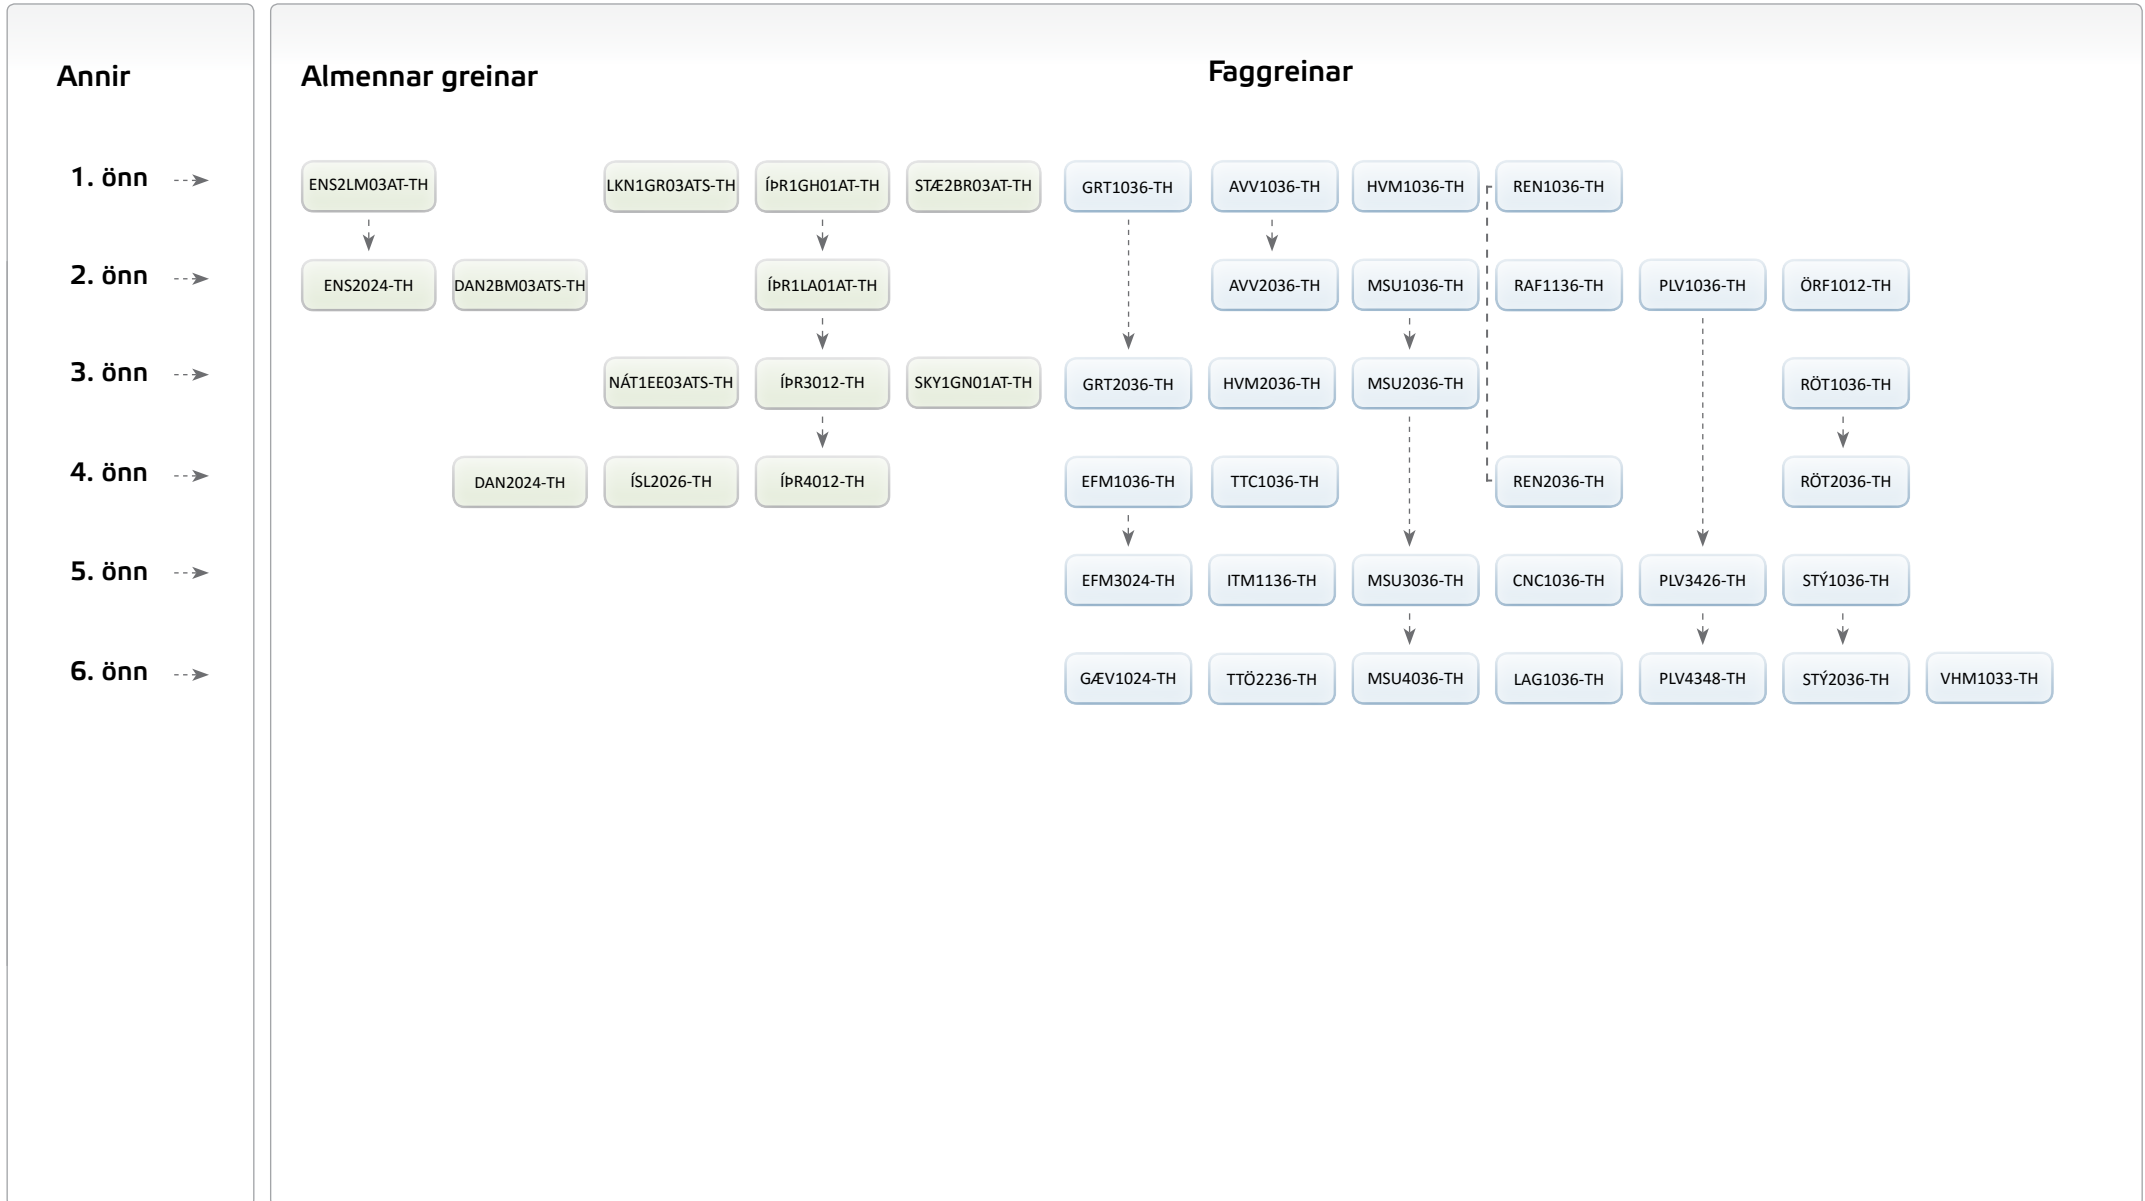 Annir
Almennar greinar
Faggreinar
1. önn
ENS2LM03AT-TH
LKN1GR03ATS-TH
ÍÞR1GH01AT-TH
STÆ2BR03AT-TH
GRT1036-TH
AVV1036-TH
HVM1036-TH
REN1036-TH
2. önn
ENS2024-TH
DAN2BM03ATS-TH
ÍÞR1LA01AT-TH
AVV2036-TH
MSU1036-TH
RAF1136-TH
PLV1036-TH
ÖRF1012-TH
3. önn
NÁT1EE03ATS-TH
ÍÞR3012-TH
SKY1GN01AT-TH
GRT2036-TH
HVM2036-TH
MSU2036-TH
RÖT1036-TH
4. önn
DAN2024-TH
ÍSL2026-TH
ÍÞR4012-TH
EFM1036-TH
TTC1036-TH
REN2036-TH
RÖT2036-TH
5. önn
EFM3024-TH
ITM1136-TH
MSU3036-TH
CNC1036-TH
PLV3426-TH
STÝ1036-TH
6. önn
GÆV1024-TH
TTÖ2236-TH
MSU4036-TH
LAG1036-TH
PLV4348-TH
STÝ2036-TH
VHM1033-TH